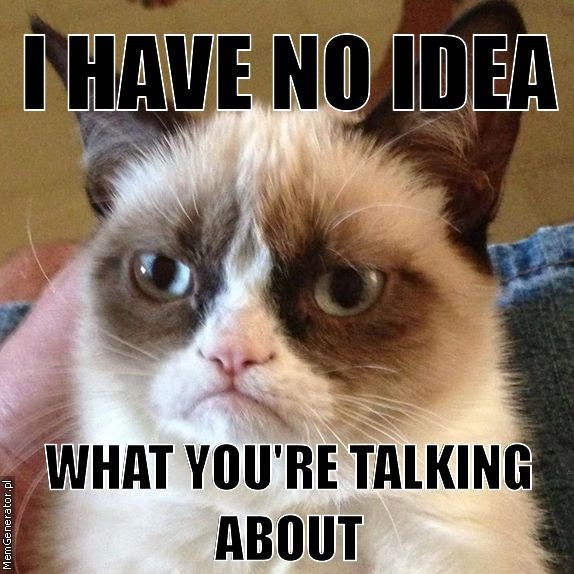 I HAVE NO IDEA
WHAT YOU'RE TALKING
ABOUT
MemGenerator.pl